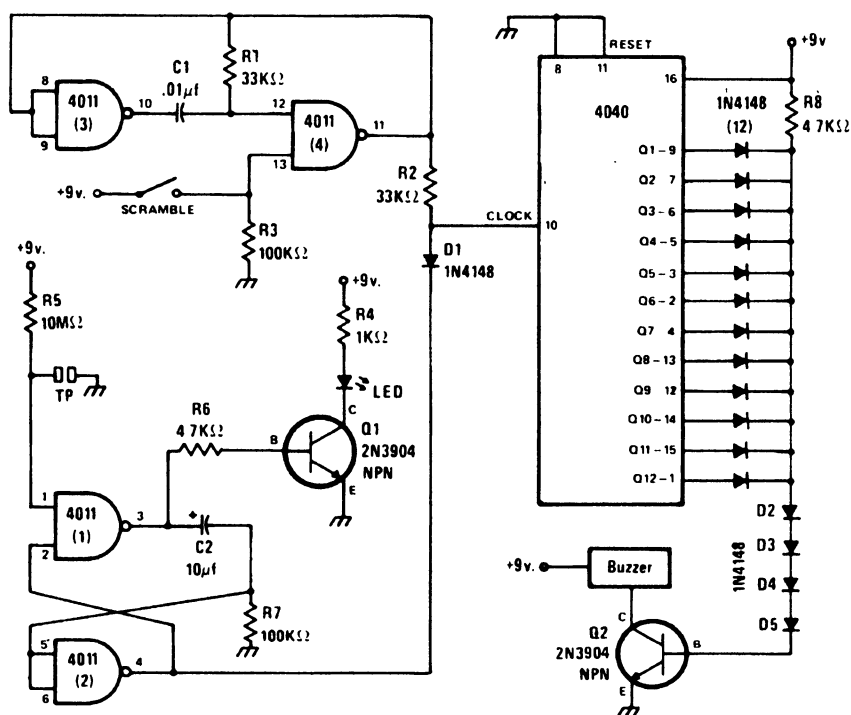 8
9
4011
(3)
10
C1
.01µf
R1
33KΩ
12
13
4011
(4)
11
+9v.
SCRAMBLE
R3
100KΩ
R2
33KΩ
CLOCK
D1
1N4148
+9v.
R5
10MΩ
TP
+9v.
R4
1KΩ
LED
R6
4.7KΩ
B
C
E
Q1
2N3904
NPN
1
2
4011
(1)
3
+
C2
10µf
R7
100KΩ
5
6
4011
(2)
4
RESET
8
11
16
4040
10
Q1-9
Q2 7
Q3-6
Q4-5
Q5-3
Q6-2
Q7 4
Q8-13
Q9 12
Q10-14
Q11-15
Q12-1
1N4148
(12)
+9v
R8
4.7KΩ
D2
D3
D4
D5
1N4148
+9v.
Buzzer
C
B
E
Q2
2N3904
NPN